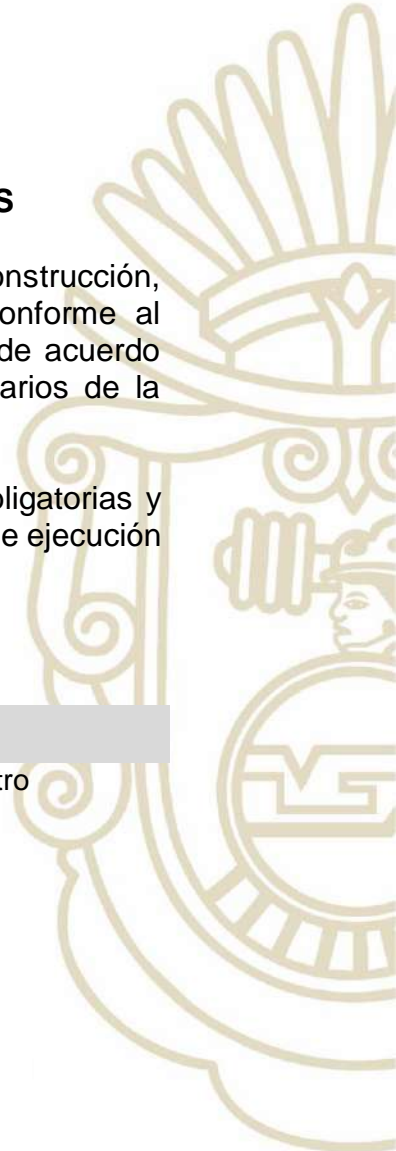 s
onstrucción,
onforme al
de acuerdo
arios de la
oligatorias y
e ejecución
tro